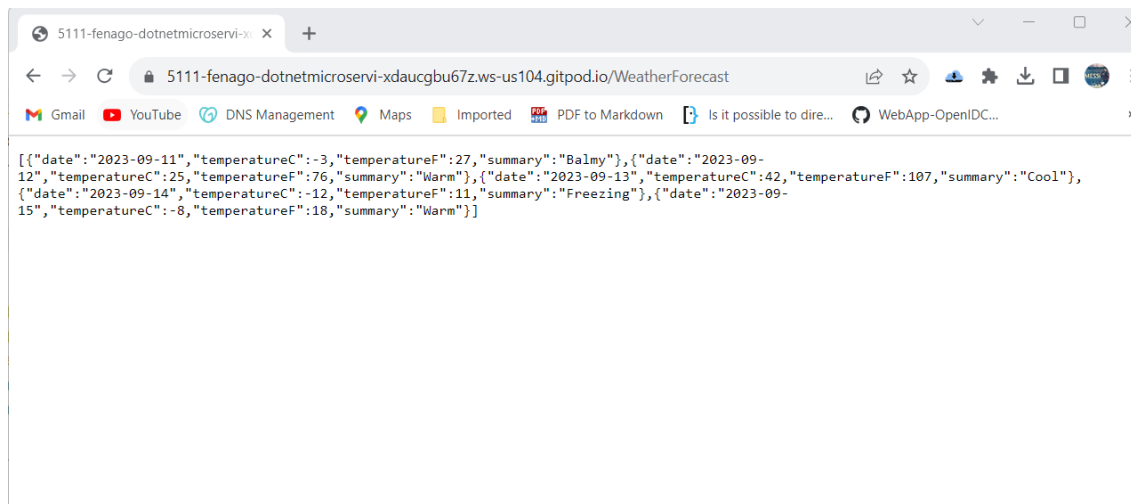 5111-fenago-dotnetmicroservi-x
5111-fenago-dotnetmicroservi-xdaucgbu67z.ws-us104.gitpod.io/WeatherForecast
Gmail YouTube DNS Management Maps Imported PDF to Markdown Is it possible to dire... WebApp-OpenIDC...
[{"date":"2023-09-11","temperatureC":-3,"temperatureF":27,"summary":"Balmy"},{"date":"2023-09-
12","temperatureC":25,"temperatureF":76,"summary":"Warm"},{"date":"2023-09-13","temperatureC":42,"temperatureF":107,"summary":"Cool"},
{"date":"2023-09-14","temperatureC":-12,"temperatureF":11,"summary":"Freezing"},{"date":"2023-09-
15","temperatureC":-8,"temperatureF":18,"summary":"Warm"}]